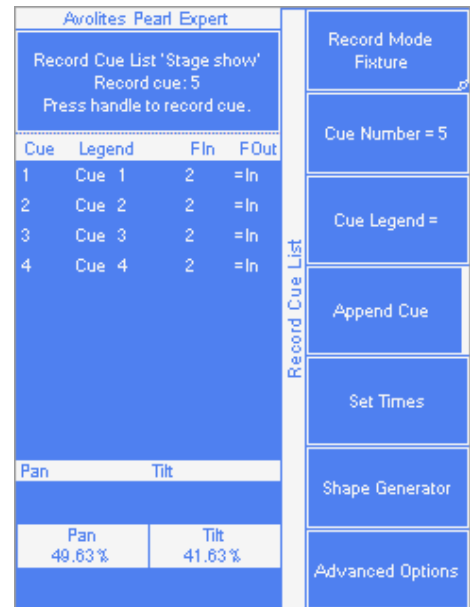 Avolites Pearl Expert
Record Cue List 'Stage show'
Record cue: 5
Press handle to record cue.
Cue Legend FIn FOut
1 Cue 1 2 =In
2 Cue 2 2 =In
3 Cue 3 2 =In
4 Cue 4 2 =In
Pan Tilt
Pan Tilt
49.63% 41.63%
Record Cue List
Record Mode
Fixture
Cue Number = 5
Cue Legend =
Append Cue
Set Times
Shape Generator
Advanced Options